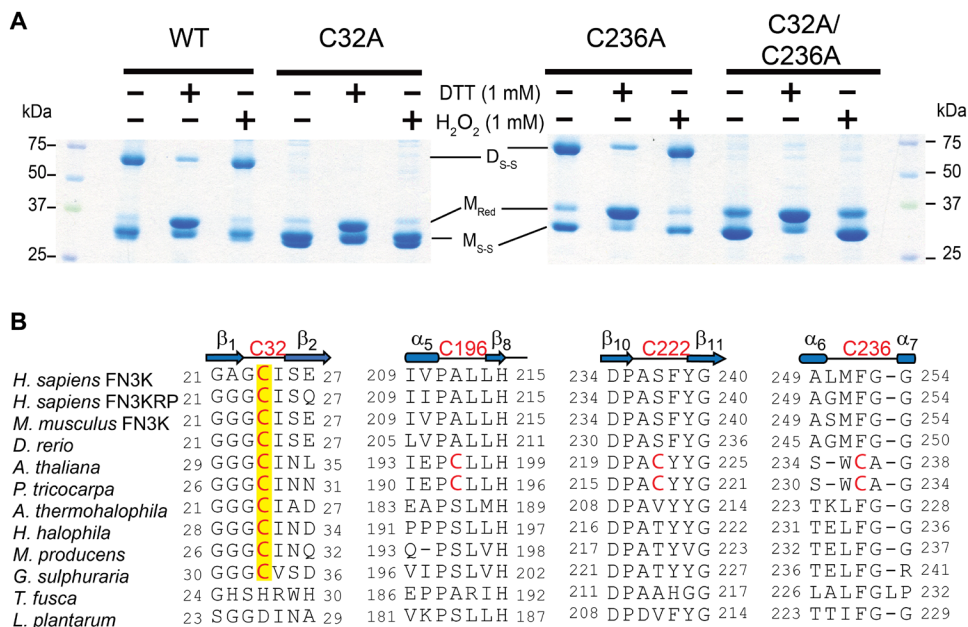 A
WT C32A C236A C32A/
C236A
− + − − + − DTT (1 mM) − + − − + −
− − + − − + H₂O₂ (1 mM) − − + − − +
kDa kDa
75 D_S-S 75
50 50
37 M_Red 37
M_S-S
25 25
B
β₁ C32 β₂ α₅ C196 β₈ β₁₀ C222 β₁₁ α₆ C236 α₇
H. sapiens FN3K 21 GAGCISE 27 209 IVPALLH 215 234 DPASFYG 240 249 ALMFG-G 254
H. sapiens FN3KRP 21 GGGCISQ 27 209 IIPALLH 215 234 DPASFYG 240 249 AGMFG-G 254
M. musculus FN3K 21 GGGCISE 27 209 IVPALLH 215 234 DPASFYG 240 249 ASMFG-G 254
D. rerio 21 GGGCISE 27 205 LVPALLH 211 230 DPASFYG 236 245 AGMFG-G 250
A. thaliana 29 GGGCINL 35 193 IEPCLLH 199 219 DPACYYG 225 234 S-WCA-G 238
P. tricocarpa 26 GGGCINN 31 190 IEPCLLH 196 215 DPACYYG 221 230 S-WCA-G 234
A. thermohalophila 21 GGGCIAD 27 183 EAPSLMH 189 208 DPAVYYG 214 223 TKLFG-G 228
H. halophila 28 GGGCIND 34 191 PPPSLLH 197 216 DPATYYG 222 231 TELFG-G 236
M. producens 26 GGGCINQ 32 193 Q-PSLVH 198 217 DPATYVG 223 232 TELFG-G 237
G. sulphuraria 30 GGGCVSD 36 196 VIPSLVH 202 221 DPATYYG 227 236 TELFG-R 241
T. fusca 24 GHSHRWH 30 186 EPPARIH 192 211 DPAAHGG 217 226 LALFGLP 232
L. plantarum 23 SGGDINA 29 181 VKPSLLH 187 208 DPDVFYG 214 223 TTIFG-G 229